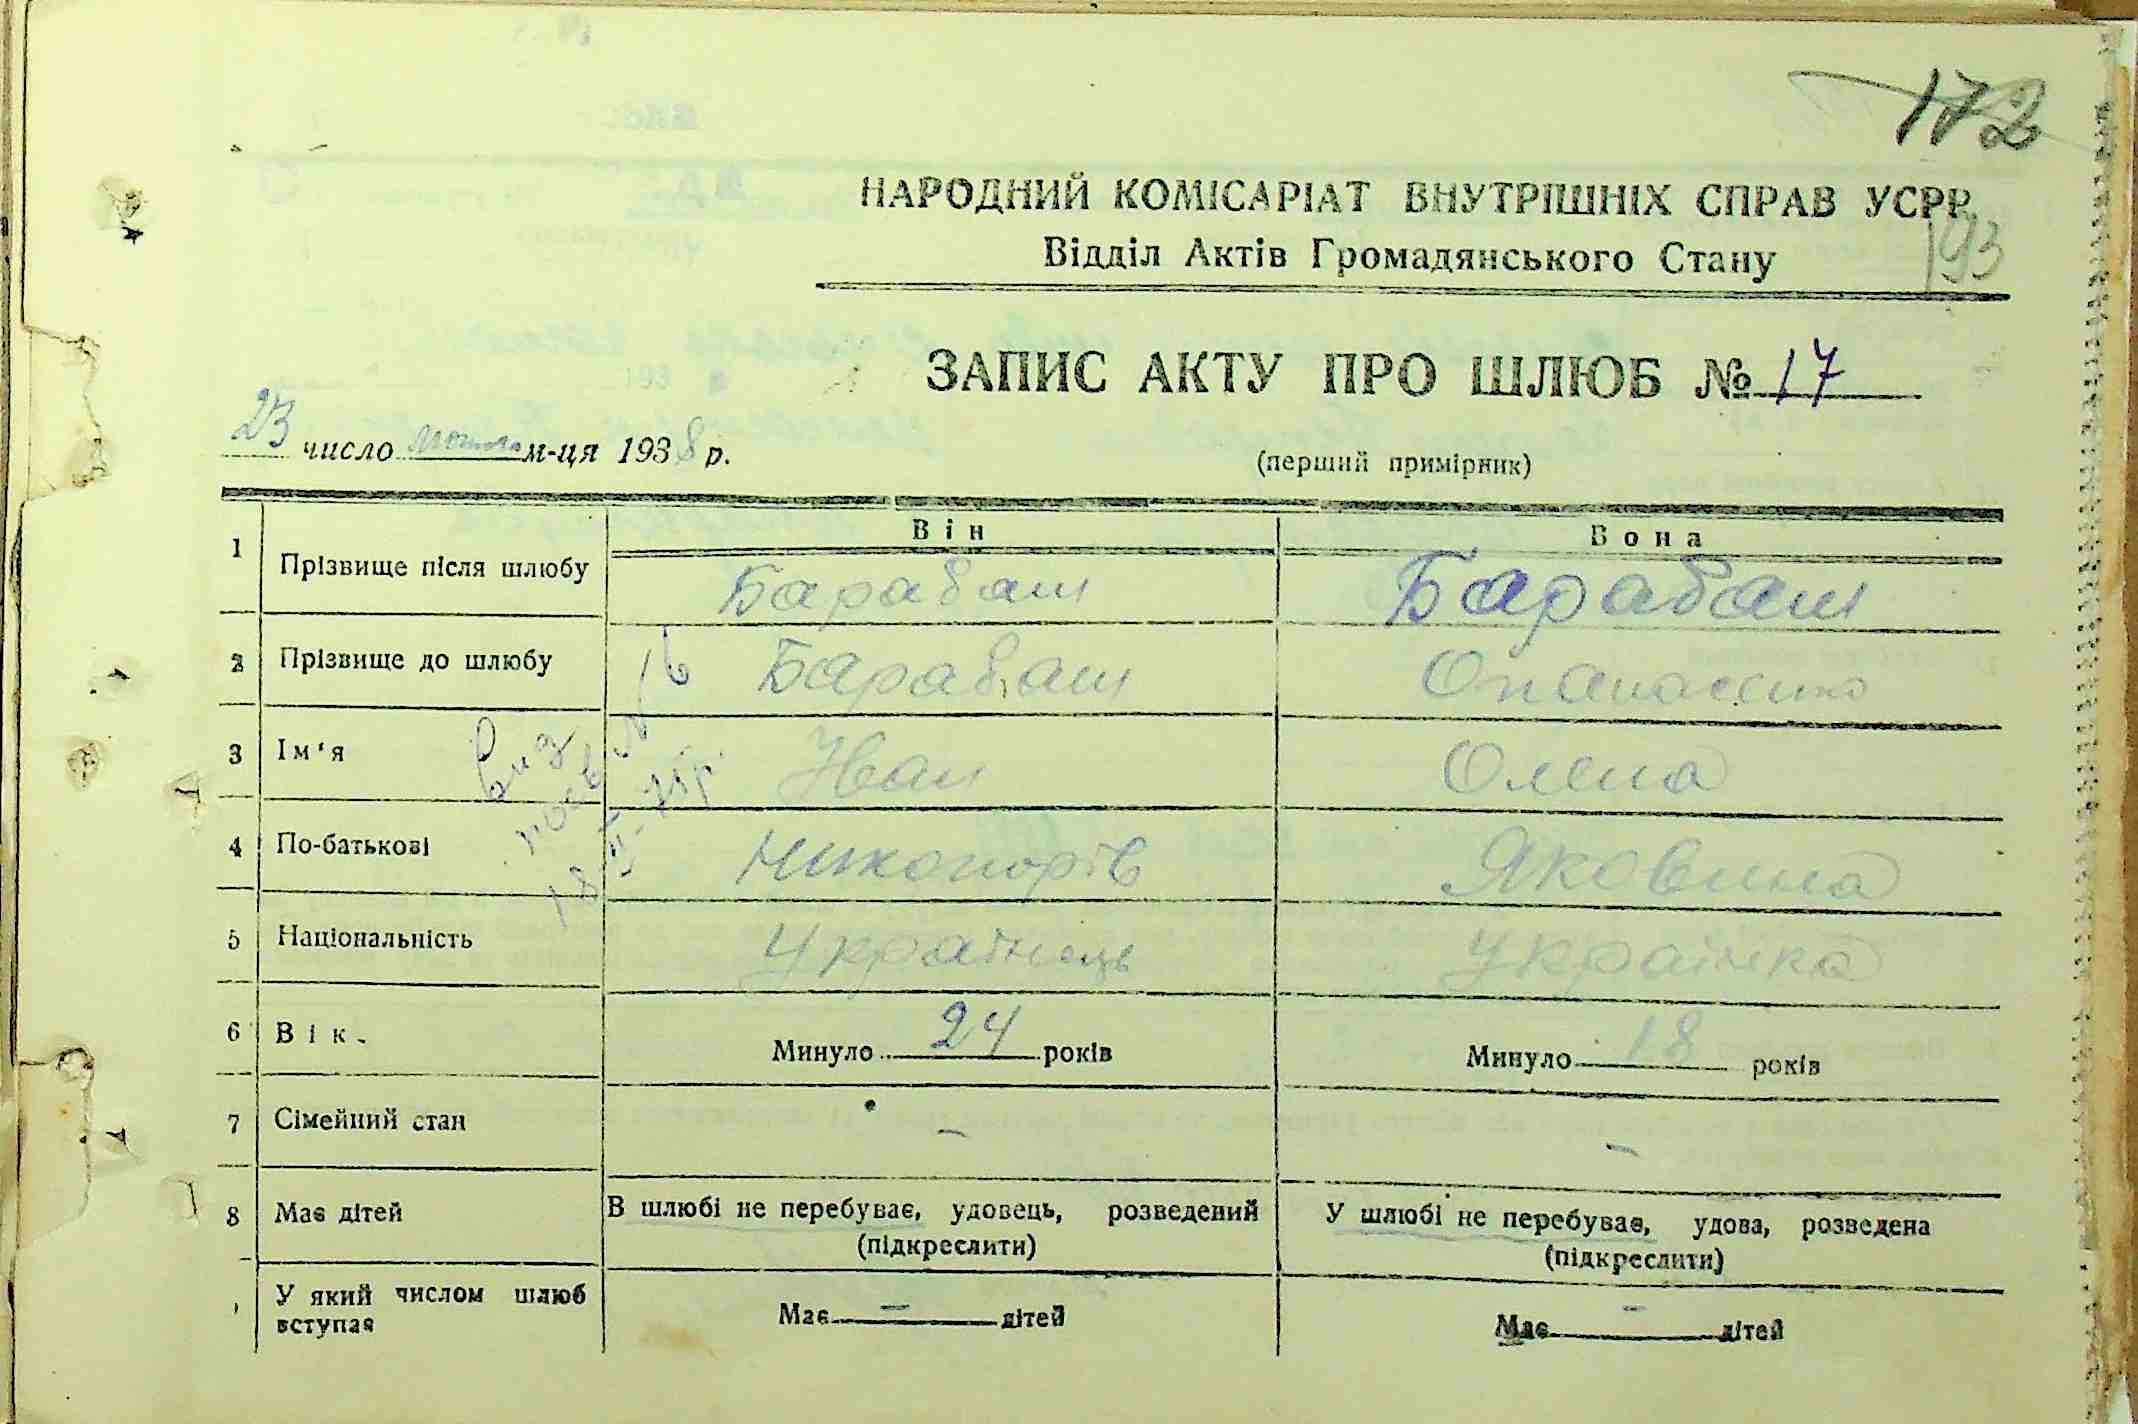 172
НАРОДНИЙ КОМІСАРІАТ ВНУТРІШНІХ СПРАВ УСРР
193
Відділ Актів Громадянського Стану
ЗАПИС АКТУ ПРО ШЛЮБ № 17
23 число м-ця 1938 р.
(перший примірник)
Він Вона
1 Прізвище після шлюбу Барабаш Барабаш
2 Прізвище до шлюбу Барабаш Опанасенко
3 Ім'я Іван Олена
4 По-батькові Никопорів Яковина
5 Національність Українець Українка
6 Вік. Минуло 24 років Минуло 18 років
7 Сімейний стан – –
8 Має дітей В шлюбі не перебуває, удовець, розведений У шлюбі не перебуває, удова, розведена
(підкреслити) (підкреслити)
У який числом шлюб вступая Має – дітей Має – дітей